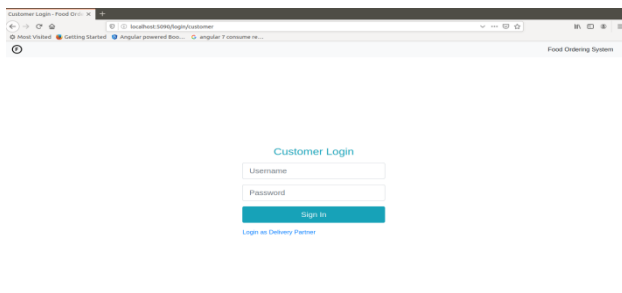 Customer Login - Food Ord
localhost:5696/login/customer
Most Visited Getting Started Angular powered Boo... angular 7 consume re...
Food Ordering System
Customer Login
Username
Password
Sign In
Login as Delivery Partner